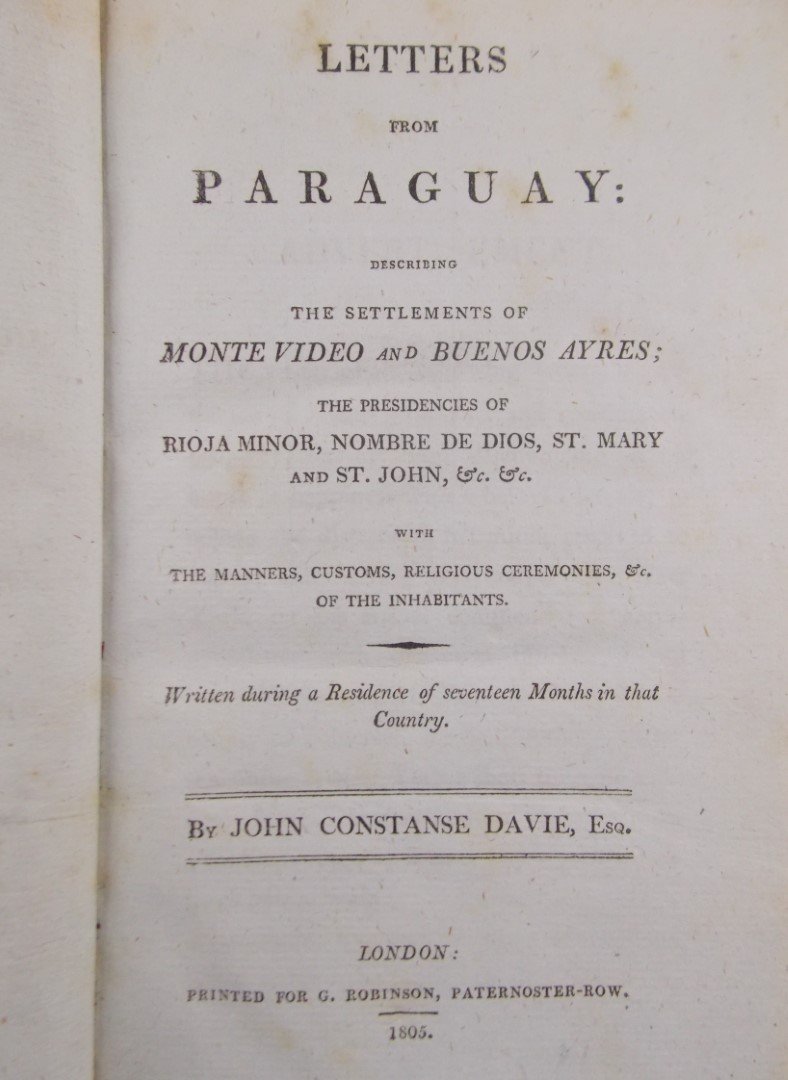 LETTERS
FROM
PARAGUAY:
DESCRIBING
THE SETTLEMENTS OF
MONTE VIDEO AND BUENOS AYRES;
THE PRESIDENCIES OF
RIOJA MINOR, NOMBRE DE DIOS, ST. MARY
AND ST. JOHN, &c. &c.
WITH
THE MANNERS, CUSTOMS, RELIGIOUS CEREMONIES, &c.
OF THE INHABITANTS.
Written during a Residence of seventeen Months in that
Country.
By JOHN CONSTANSE DAVIE, Esq.
LONDON:
PRINTED FOR G. ROBINSON, PATERNOSTER-ROW.
1805.